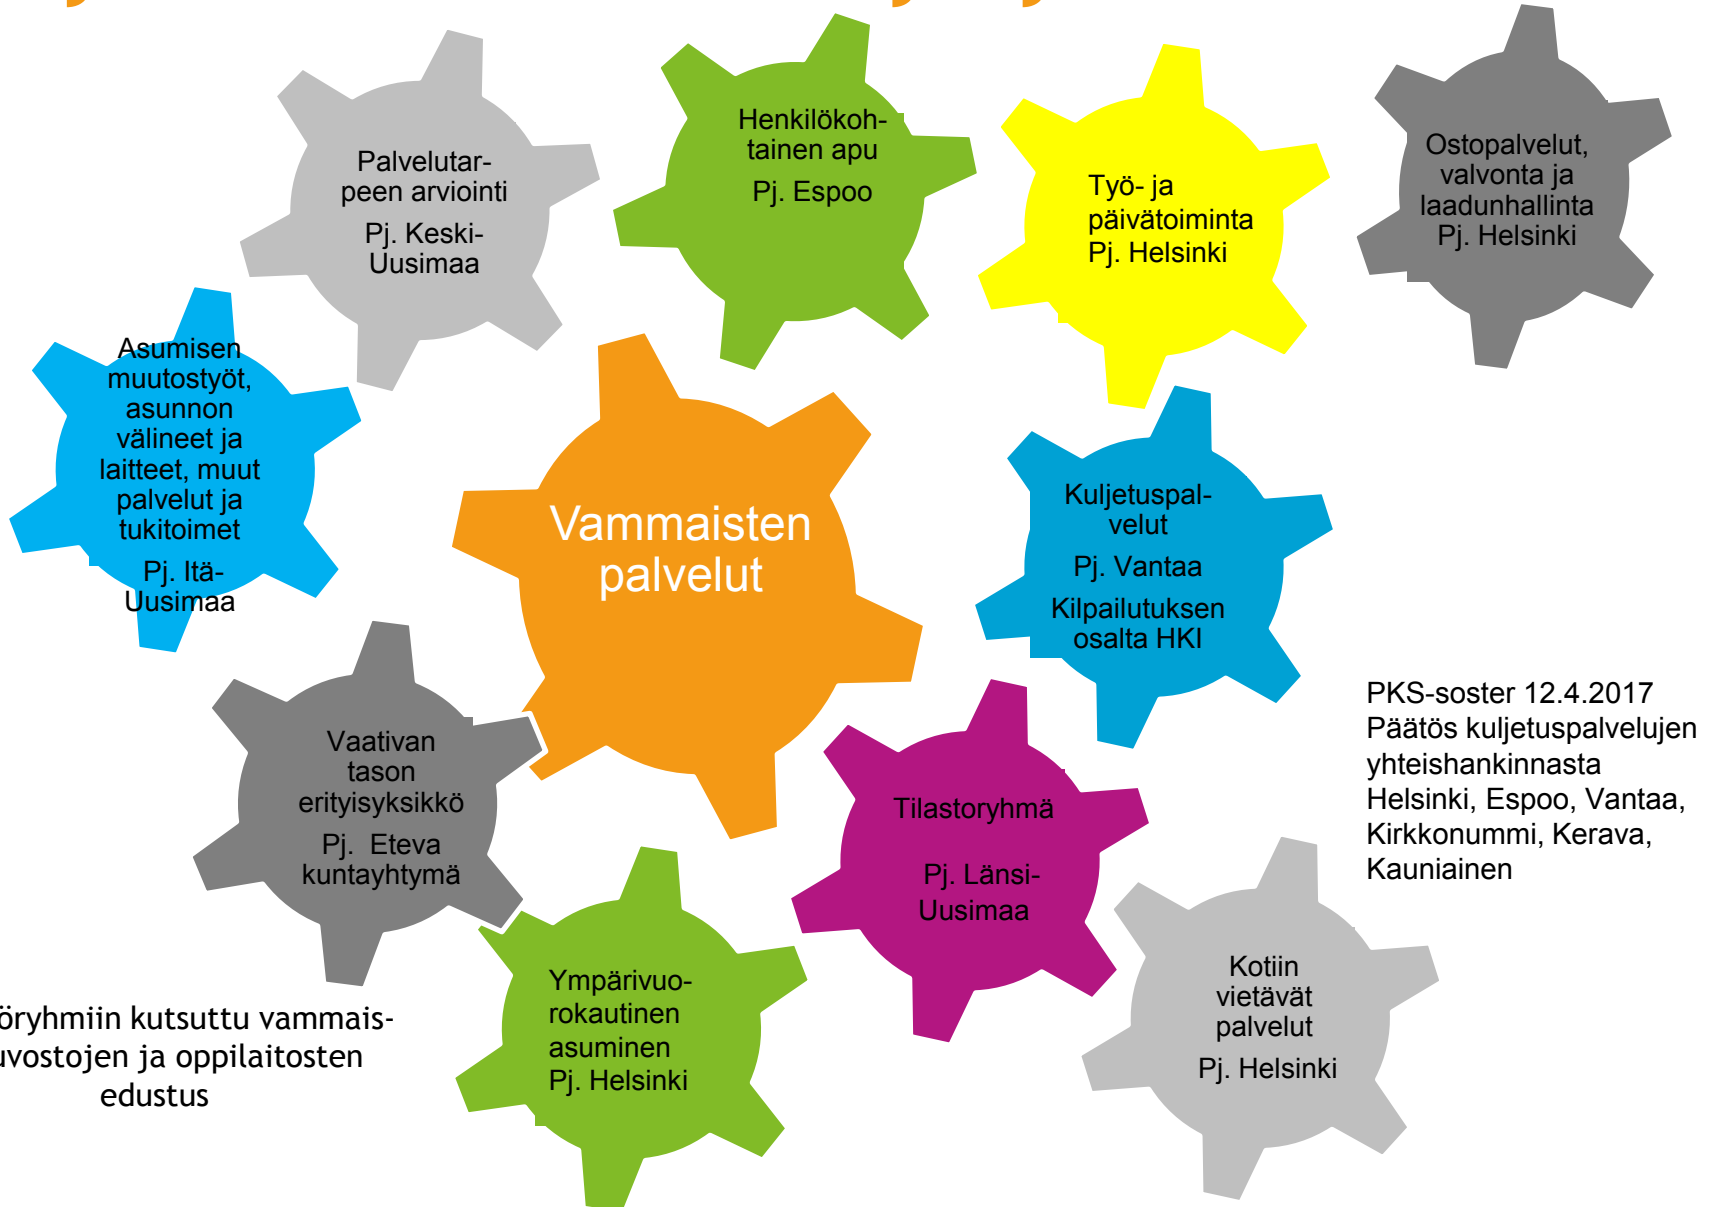 Palvelutar-
peen arviointi
Pj. Keski-
Uusimaa
Henkilökoh-
tainen apu
Pj. Espoo
Työ- ja
päivätoiminta
Pj. Helsinki
Ostopalvelut,
valvonta ja
laadunhallinta
Pj. Helsinki
Asumisen
muutostyöt,
asunnon
välineet ja
laitteet, muut
palvelut ja
tukitoimet
Pj. Itä-
Uusimaa
Vammaisten
palvelut
Kuljetuspal-
velut
Pj. Vantaa
Kilpailutuksen
osalta HKI
PKS-soster 12.4.2017
Päätös kuljetuspalvelujen
yhteishankinnasta
Helsinki, Espoo, Vantaa,
Kirkkonummi, Kerava,
Kauniainen
Vaativan
tason
erityisyksikkö
Pj. Eteva
kuntayhtymä
Tilastoryhmä
Pj. Länsi-
Uusimaa
Ympärivuo-
rokautinen
asuminen
Pj. Helsinki
Kotiin
vietävät
palvelut
Pj. Helsinki
öryhmiin kutsuttu vammais-
uvostojen ja oppilaitosten
edustus